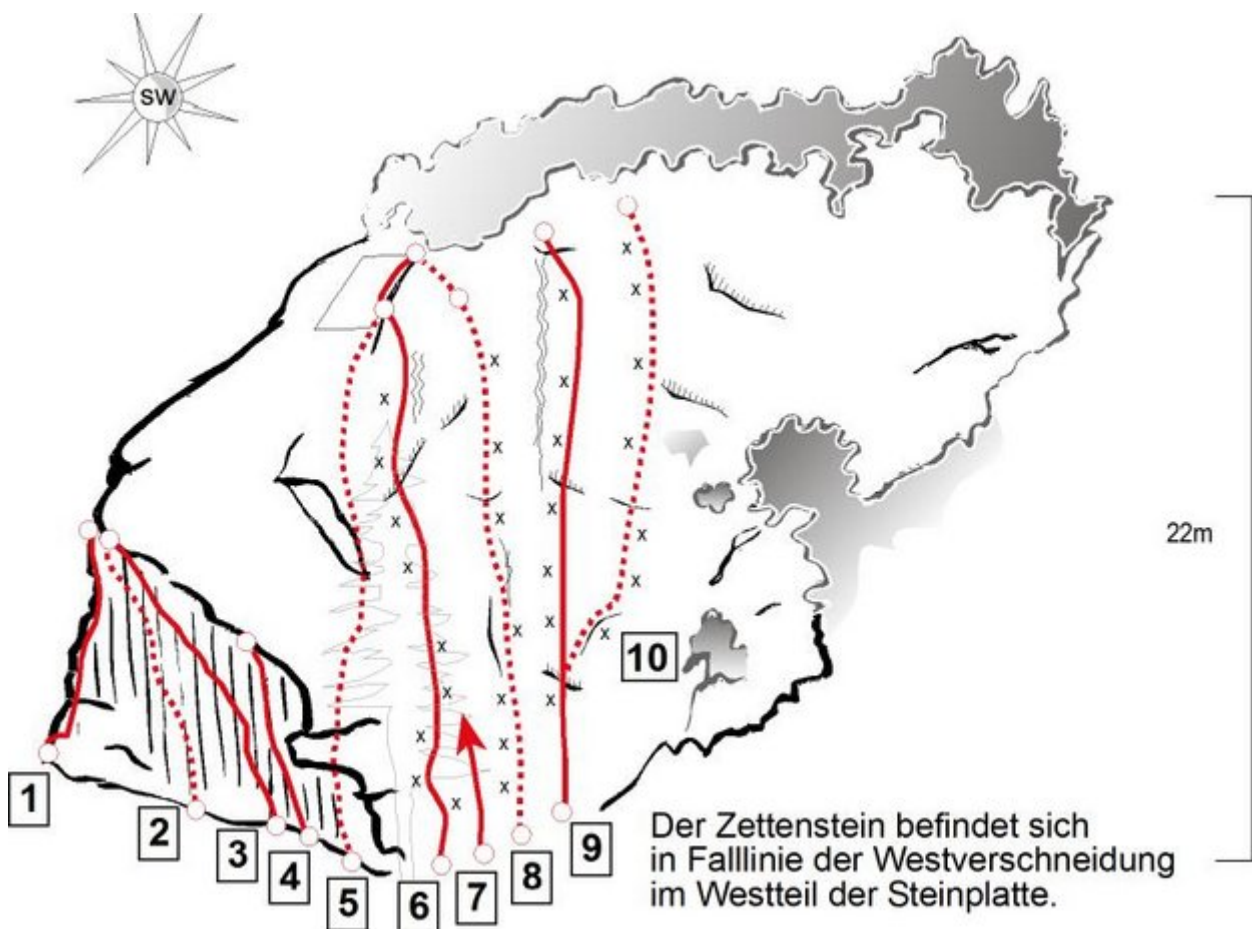 SW
22m
10
1
2
3
4
5
6
7
8
9
Der Zettenstein befindet sich
in Falllinie der Westverschneidung
im Westteil der Steinplatte.